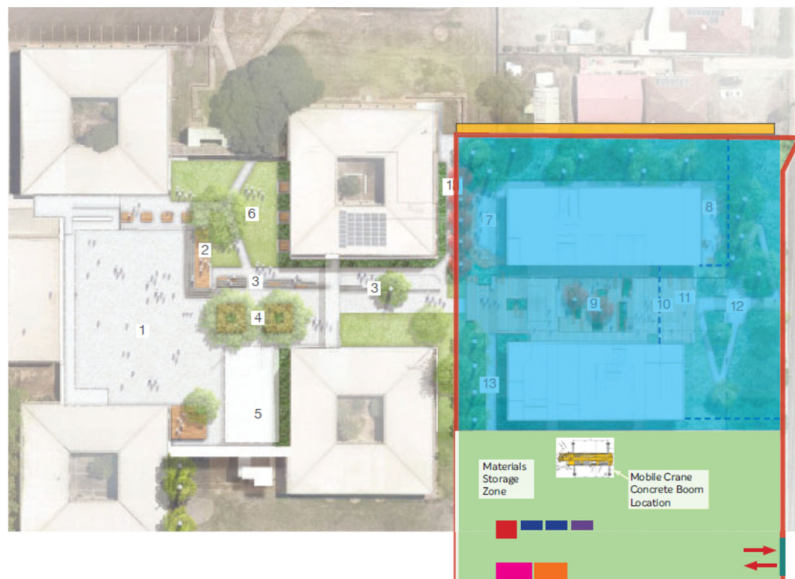 6
2
3
3
4
1
5
7
8
9
10
11
12
13
Materials
Storage
Zone
Mobile Crane
Concrete Boom
Location